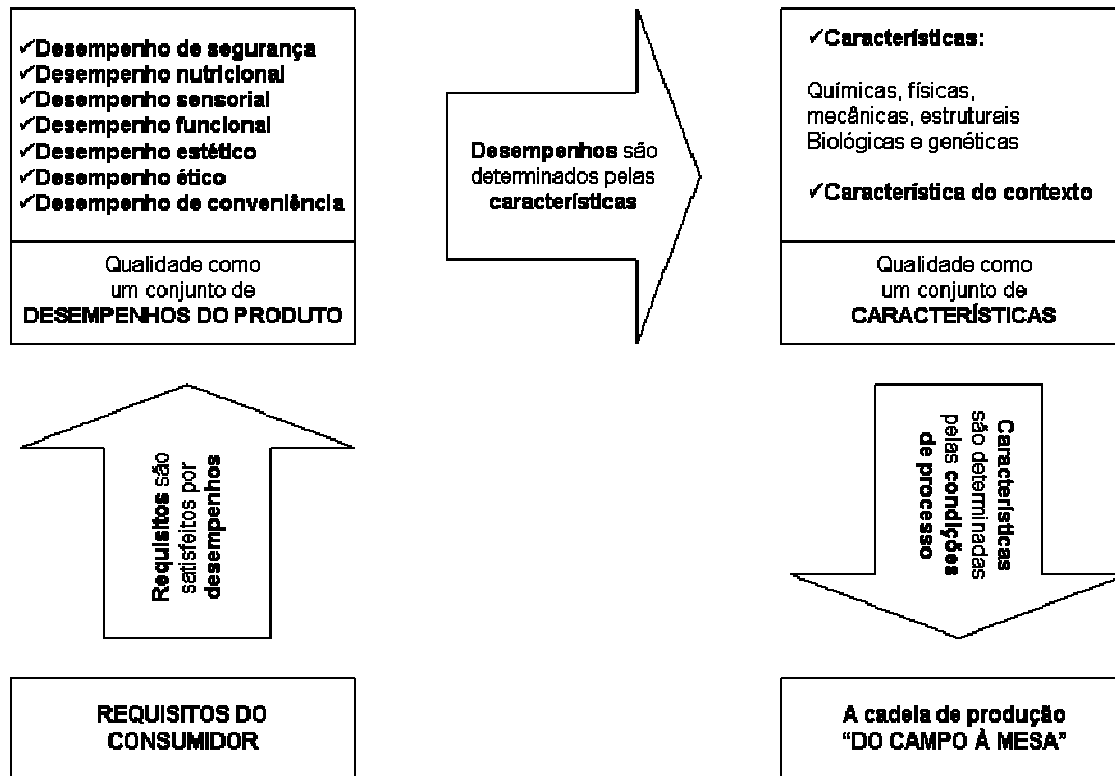 ✓Desempenho de segurança
✓Desempenho nutricional
✓Desempenho sensorial
✓Desempenho funcional
✓Desempenho estético
✓Desempenho ético
✓Desempenho de conveniência
Qualidade como
um conjunto de
DESEMPENHOS DO PRODUTO
Desempenhos são
determinados pelas
características
✓Características:
Químicas, físicas,
mecânicas, estruturais
Biológicas e genéticas
✓Característica do contexto
Qualidade como
um conjunto de
CARACTERÍSTICAS
Requisitos são
satisfeitos por
desempenhos
Características
são determinadas
pelas condições
de processo
REQUISITOS DO
CONSUMIDOR
A cadeia de produção
“DO CAMPO À MESA”